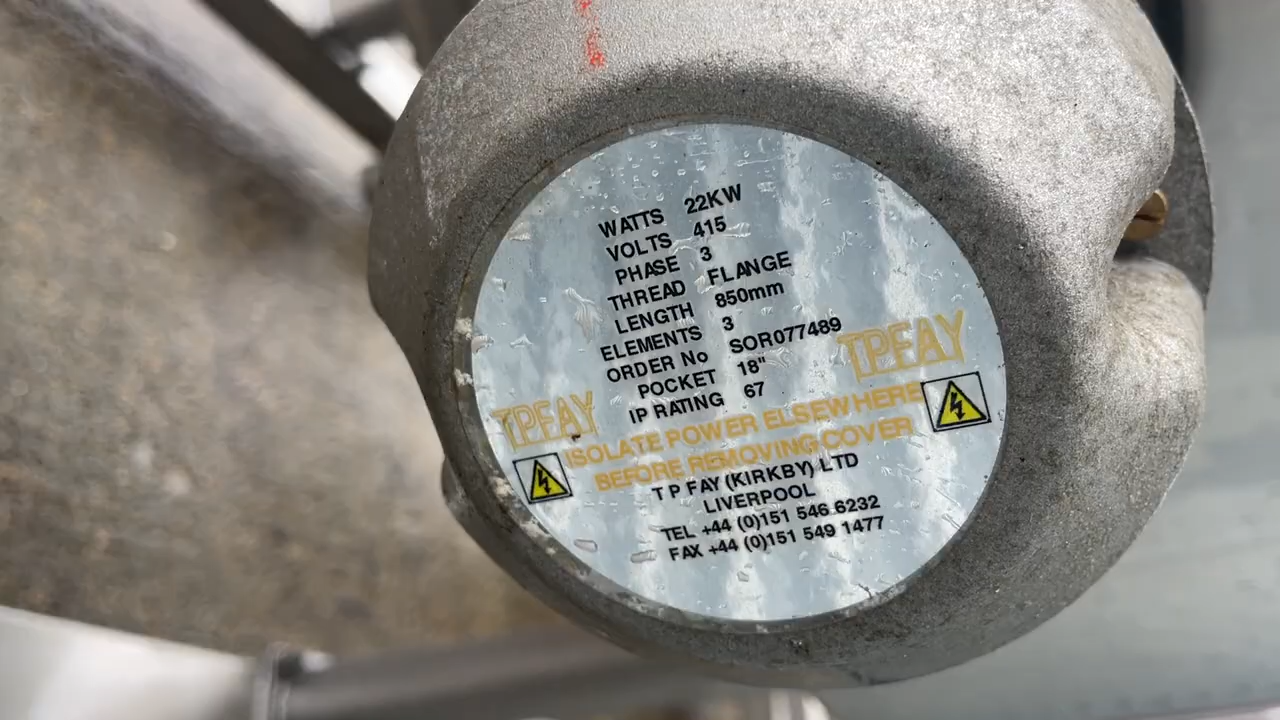 WATTS 22KW
VOLTS 415
PHASE 3
THREAD FLANGE
LENGTH 850mm
ELEMENTS 3
ORDER No SOR077489
POCKET 18"
IP RATING 67
TPFAY TPFAY
ISOLATE POWER ELSEWHERE
BEFORE REMOVING COVER
T P FAY (KIRKBY) LTD
LIVERPOOL
TEL +44 (0)151 546 6232
FAX +44 (0)151 549 1477